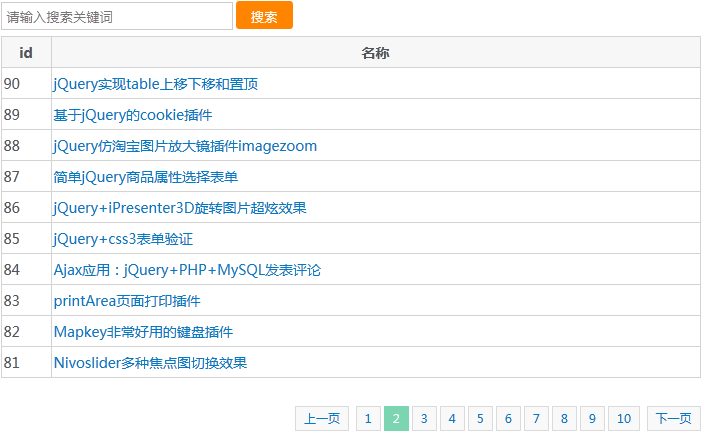 请输入搜索关键词 搜索
id 名称
90 jQuery实现table上移下移和置顶
89 基于jQuery的cookie插件
88 jQuery仿淘宝图片放大镜插件imagezoom
87 简单jQuery商品属性选择表单
86 jQuery+iPresenter3D旋转图片超炫效果
85 jQuery+css3表单验证
84 Ajax应用：jQuery+PHP+MySQL发表评论
83 printArea页面打印插件
82 Mapkey非常好用的键盘插件
81 Nivoslider多种焦点图切换效果
上一页 1 2 3 4 5 6 7 8 9 10 下一页